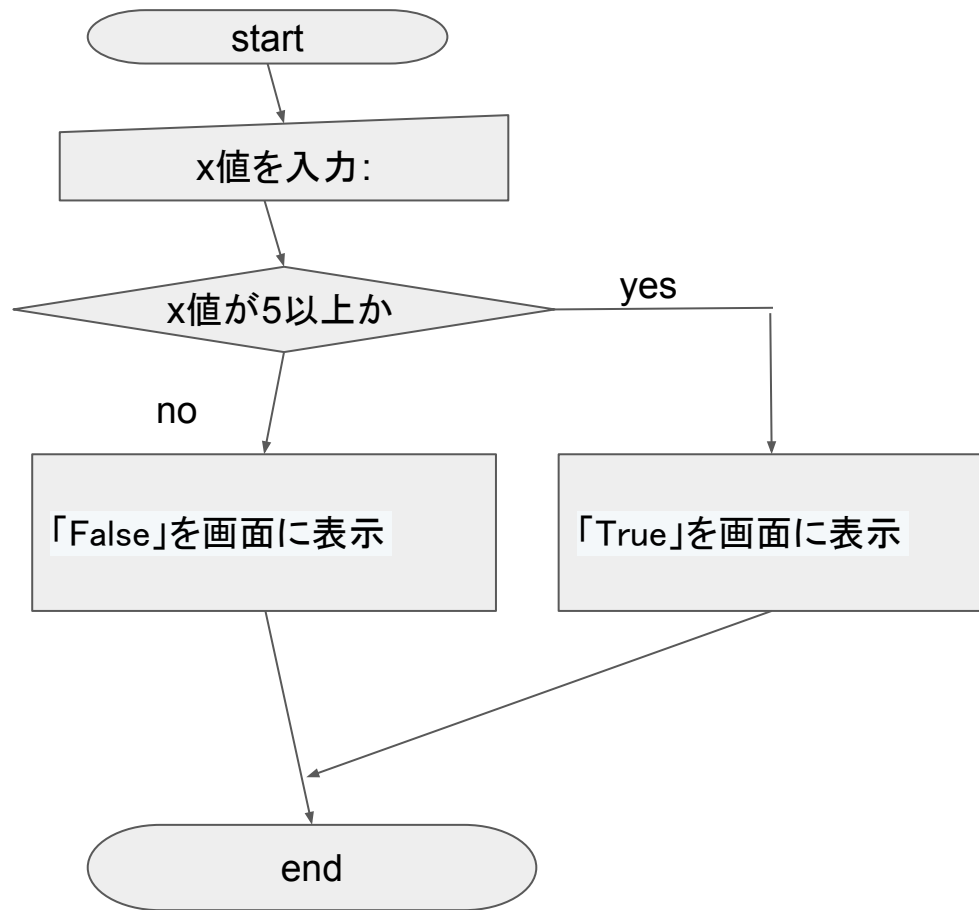 start
x値を入力:
x値が5以上か
yes
no
「False」を画面に表示
「True」を画面に表示
end